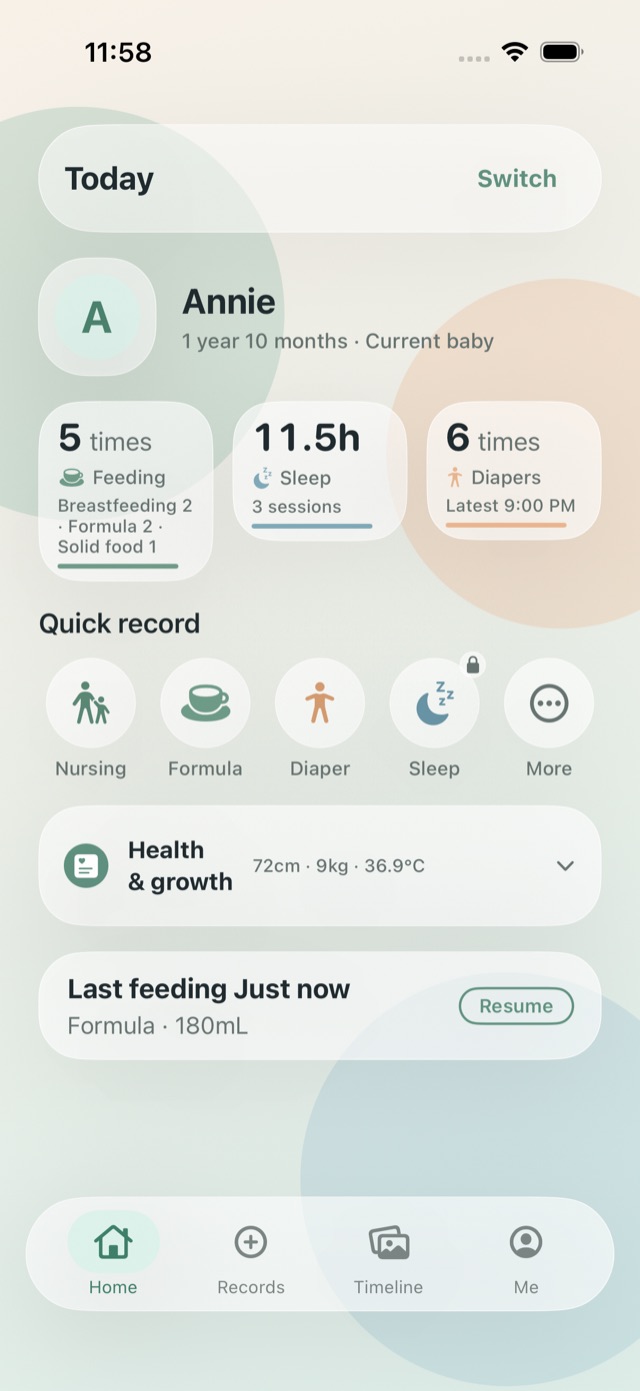 11:58
Today
Switch
A
Annie
1 year 10 months · Current baby
5 times
Feeding
Breastfeeding 2
· Formula 2 ·
Solid food 1
11.5h
Sleep
3 sessions
6 times
Diapers
Latest 9:00 PM
Quick record
Nursing
Formula
Diaper
Sleep
More
Health
& growth
72cm · 9kg · 36.9°C
Last feeding Just now
Formula · 180mL
Resume
Home
Records
Timeline
Me